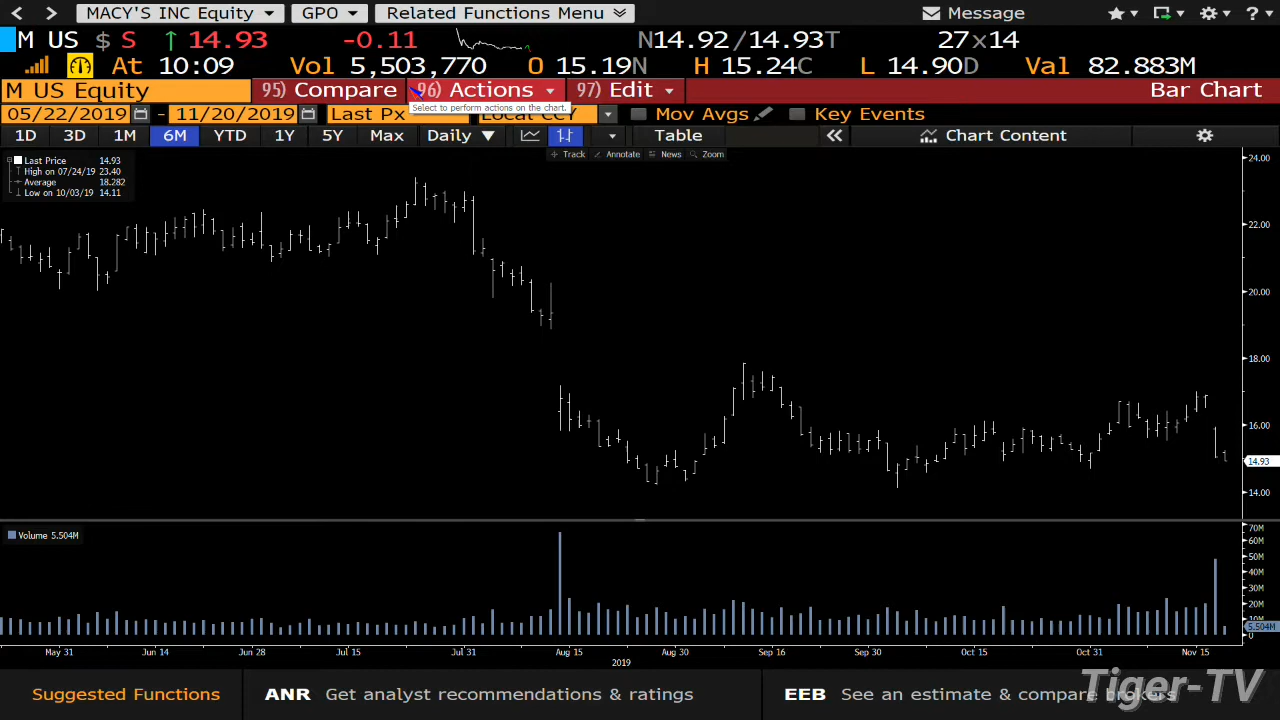 MACY'S INC Equity GPO Related Functions Menu Message
M US $ S ↑ 14.93 -0.11 N14.92/14.93T 27x14
At 10:09 Vol 5,503,770 O 15.19N H 15.24C L 14.90D Val 82.883M
M US Equity 95) Compare 96) Actions 97) Edit Bar Chart
Select to perform actions on the chart.
05/22/2019 - 11/20/2019 Last Px Local CCY Mov Avgs Key Events
1D 3D 1M 6M YTD 1Y 5Y Max Daily ▼ Table « Chart Content
Track Annotate News Zoom
Last Price 14.93
High on 07/24/19 23.40
Average 18.282
Low on 10/03/19 14.11
24.00
22.00
20.00
18.00
16.00
14.93
14.00
Volume 5.504M
70M
60M
50M
40M
30M
20M
10M
5.504M
0
May 31 Jun 14 Jun 28 Jul 15 Jul 31 Aug 15 Aug 30 Sep 16 Sep 30 Oct 15 Oct 31 Nov 15
2019
Suggested Functions ANR Get analyst recommendations & ratings EEB See an estimate & compare brokers
Tiger-TV